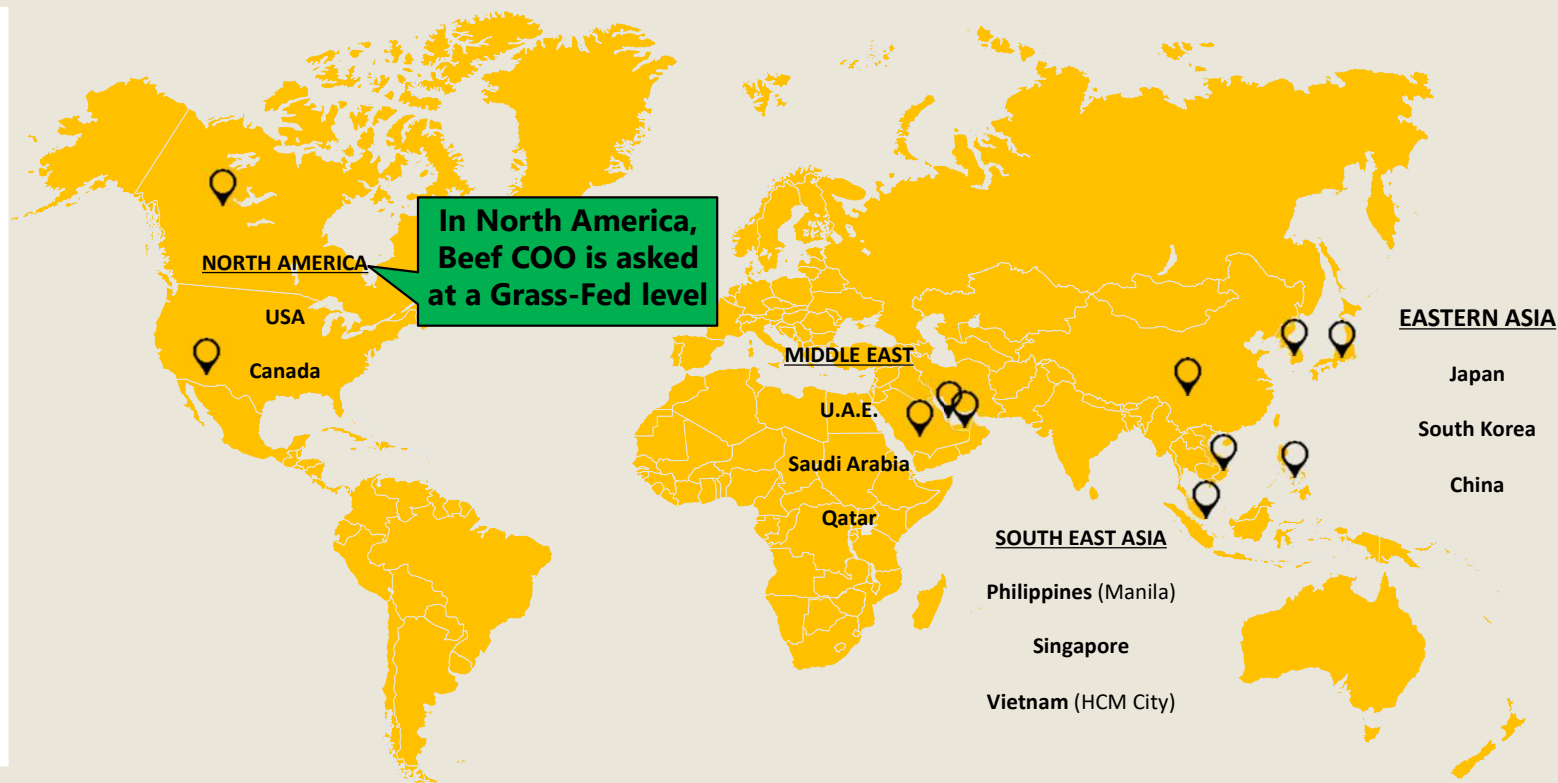 In North America,
Beef COO is asked
at a Grass-Fed level
NORTH AMERICA
USA
Canada
MIDDLE EAST
U.A.E.
Saudi Arabia
Qatar
SOUTH EAST ASIA
Philippines (Manila)
Singapore
Vietnam (HCM City)
EASTERN ASIA
Japan
South Korea
China